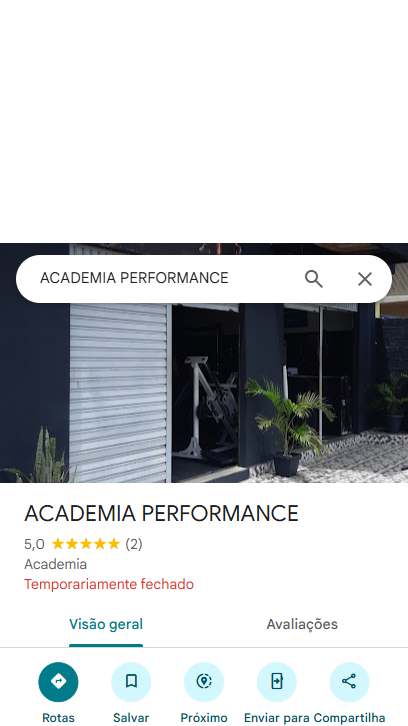 ACADEMIA PERFORMANCE
ACADEMIA PERFORMANCE
5,0 (2)
Academia
Temporariamente fechado
Visão geral Avaliações
Rotas Salvar Próximo Enviar para Compartilha